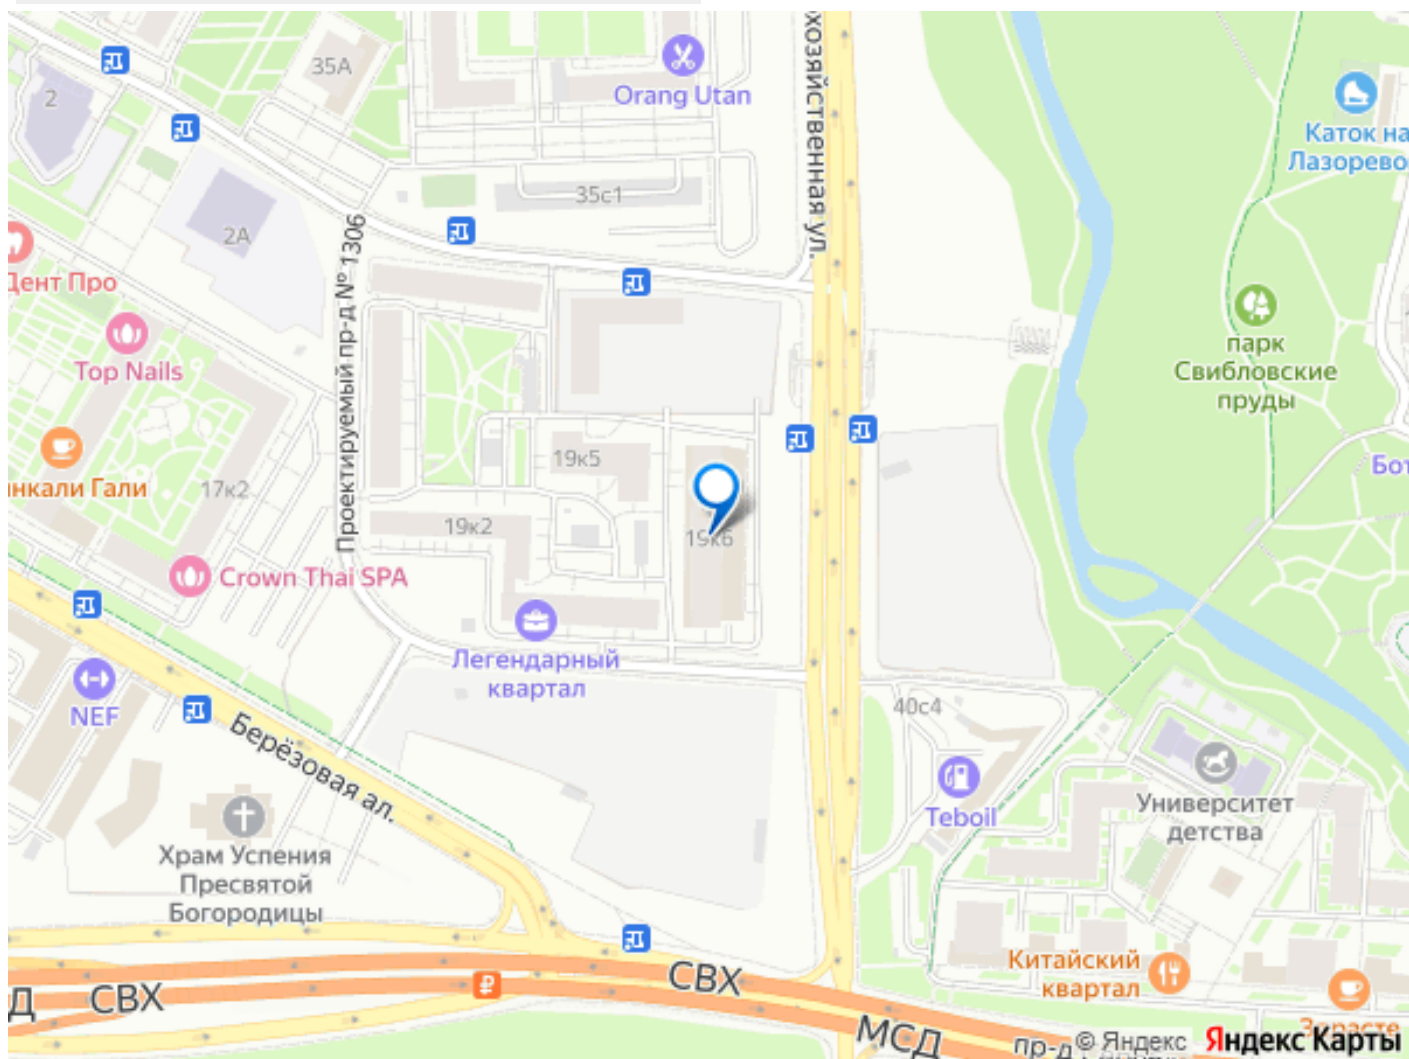 35А
2
Orang Utan
хозяйственная ул.
Каток на
Лазорево
35с1
2А
Проектируемый пр-д № 1306
Дент Про
Top Nails
парк
Свибловские
пруды
19к5
Бот
нкали Гали
17к2
19к2
19к6
Crown Thai SPA
Легендарный
квартал
NEF
40с4
Берёзовая ал.
Teboil
Университет
детства
Храм Успения
Пресвятой
Богородицы
Китайский
квартал
СВХ
Д
СВХ
МСД
пр-д
© Яндекс
Яндекс Карты